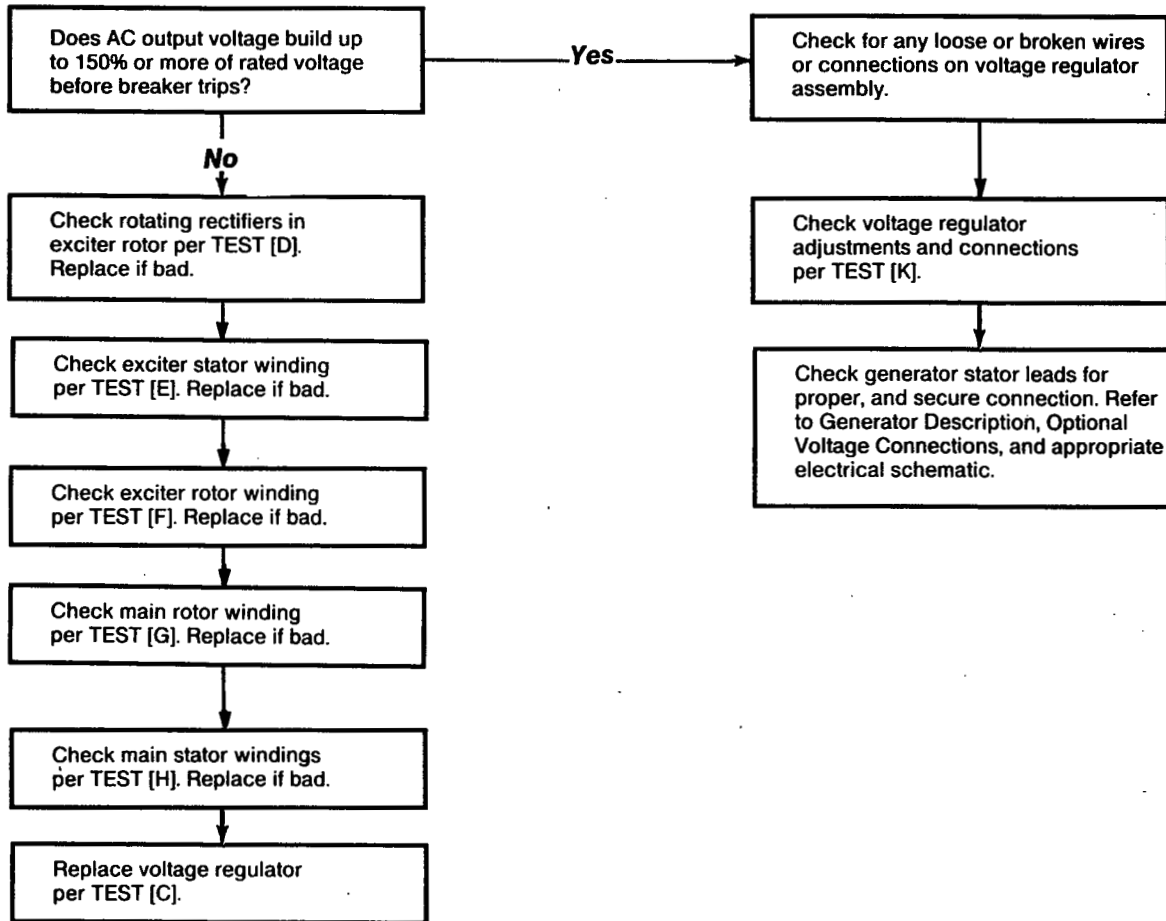 Does AC output voltage build up
to 150% or more of rated voltage
before breaker trips?
Yes
Check for any loose or broken wires
or connections on voltage regulator
assembly.
No
Check rotating rectifiers in
exciter rotor per TEST [D].
Replace if bad.
Check voltage regulator
adjustments and connections
per TEST [K].
Check exciter stator winding
per TEST [E]. Replace if bad.
Check generator stator leads for
proper, and secure connection. Refer
to Generator Description, Optional
Voltage Connections, and appropriate
electrical schematic.
Check exciter rotor winding
per TEST [F]. Replace if bad.
Check main rotor winding
per TEST [G]. Replace if bad.
Check main stator windings
per TEST [H]. Replace if bad.
Replace voltage regulator
per TEST [C].